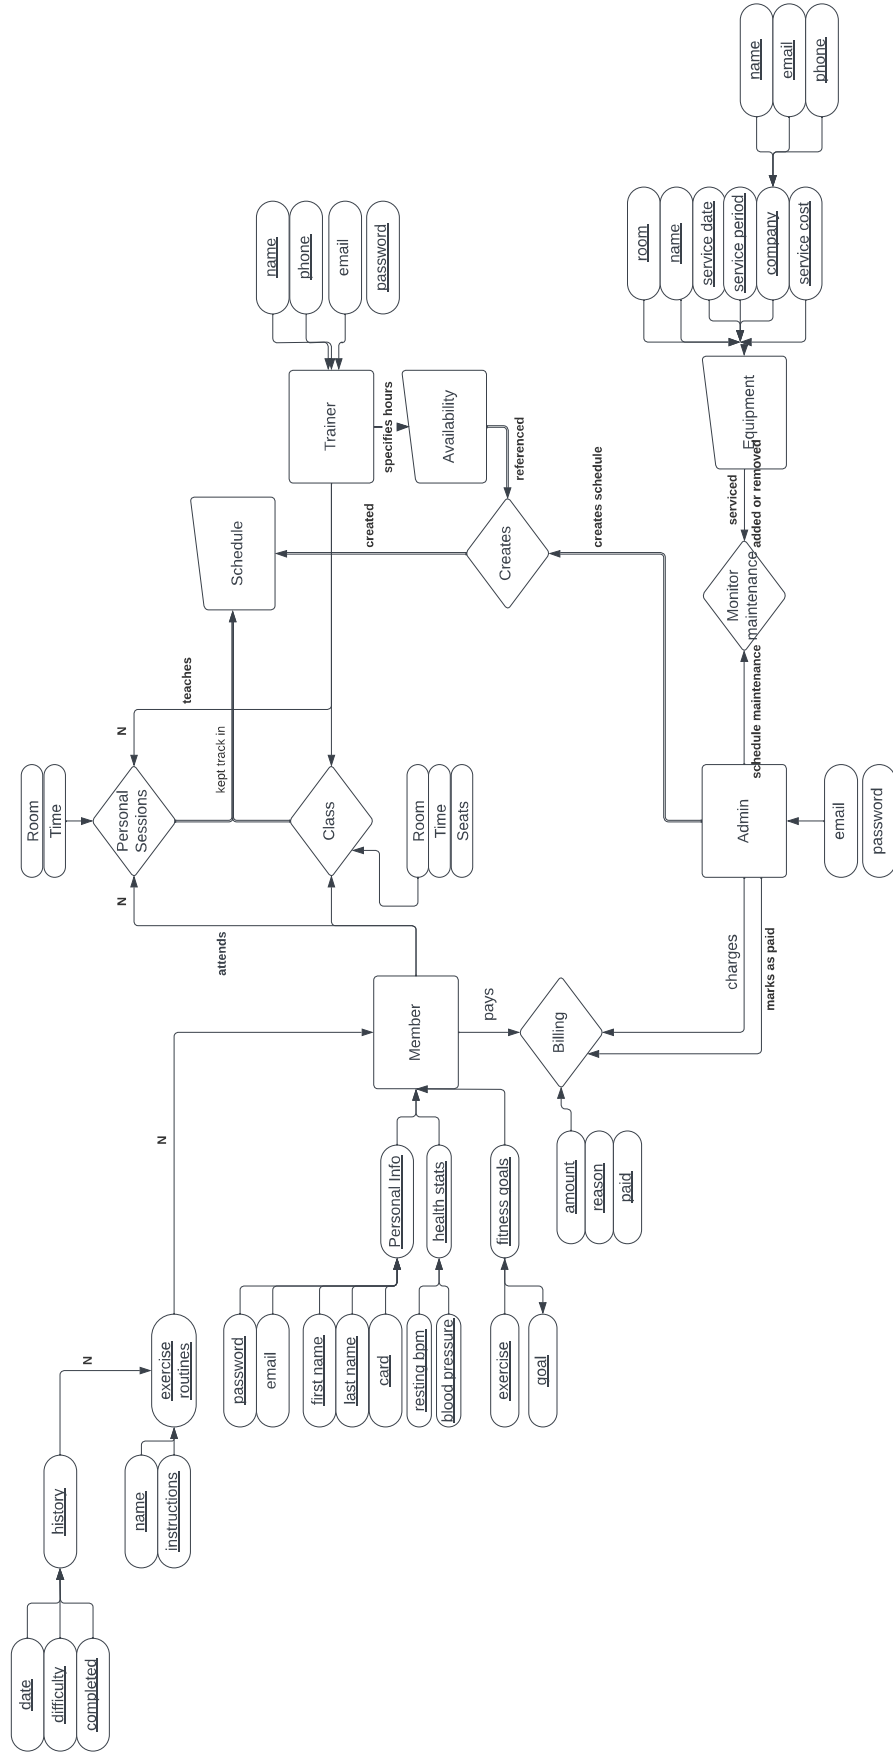 date
difficulty
completed
history
N
name
instructions
exercise
routines
N
password
email
first name
last name
card
Personal Info
resting bpm
blood pressure
health stats
exercise
goal
fitness goals
Member
attends
N
pays
amount
reason
paid
Billing
charges
marks as paid
Room
Time
Personal
Sessions
N
teaches
kept track in
Class
Room
Time
Seats
Schedule
created
Creates
creates schedule
referenced
Trainer
specifies hours
Availability
name
phone
email
password
Admin
email
password
schedule maintenance
Monitor
maintenance
serviced
added or removed
Equipment
room
name
service date
service period
company
service cost
name
email
phone